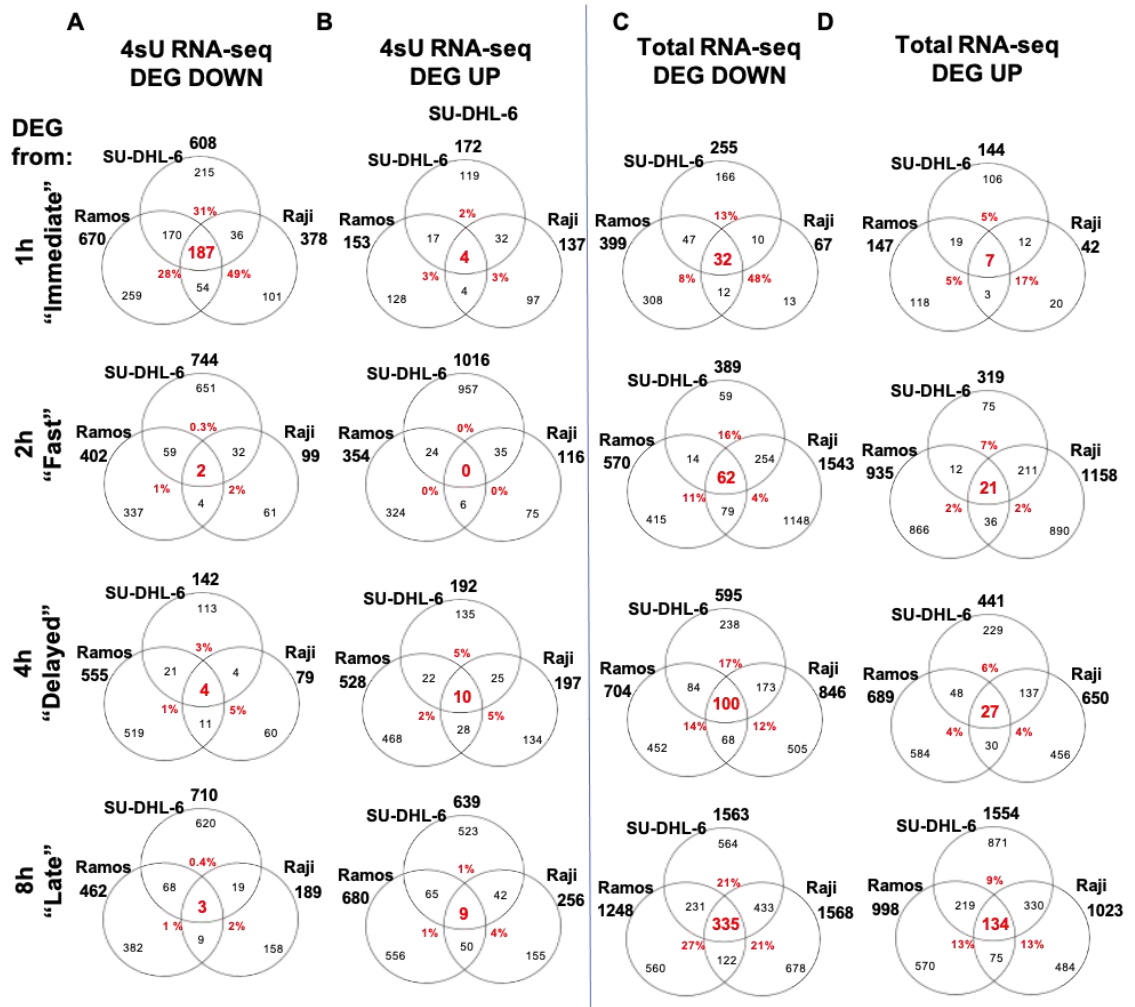 A
4sU RNA-seq
DEG DOWN
B
4sU RNA-seq
DEG UP
C
Total RNA-seq
DEG DOWN
D
Total RNA-seq
DEG UP
SU-DHL-6
DEG
from:
1h
“Immediate”
608
SU-DHL-6
215
Ramos
670
31%
Raji
378
170
36
187
28%
49%
54
259
101
172
SU-DHL-6
119
Ramos
153
2%
Raji
137
17
32
4
3%
3%
4
128
97
255
SU-DHL-6
166
Ramos
399
13%
Raji
67
47
10
32
8%
48%
12
308
13
144
SU-DHL-6
106
Ramos
147
5%
Raji
42
19
12
7
5%
17%
3
118
20
2h
“Fast”
744
SU-DHL-6
651
Ramos
402
0.3%
Raji
99
59
32
2
1%
2%
4
337
61
1016
SU-DHL-6
957
Ramos
354
0%
Raji
116
24
35
0
0%
0%
6
324
75
389
SU-DHL-6
59
Ramos
570
16%
Raji
1543
14
254
62
11%
4%
79
415
1148
319
SU-DHL-6
75
Ramos
935
7%
Raji
1158
12
211
21
2%
2%
36
866
890
4h
“Delayed”
142
SU-DHL-6
113
Ramos
555
3%
Raji
79
21
4
4
1%
5%
11
519
60
192
SU-DHL-6
135
Ramos
528
5%
Raji
197
22
25
10
2%
5%
28
468
134
595
SU-DHL-6
238
Ramos
704
17%
Raji
846
84
173
100
14%
12%
68
452
505
441
SU-DHL-6
229
Ramos
689
6%
Raji
650
48
137
27
4%
4%
30
584
456
8h
“Late”
710
SU-DHL-6
620
Ramos
462
0.4%
Raji
189
68
19
3
1 %
2%
9
382
158
639
SU-DHL-6
523
Ramos
680
1%
Raji
256
65
42
9
1%
4%
50
556
155
1563
SU-DHL-6
564
Ramos
1248
21%
Raji
1568
231
433
335
27%
21%
122
560
678
1554
SU-DHL-6
871
Ramos
998
9%
Raji
1023
219
330
134
13%
13%
75
570
484